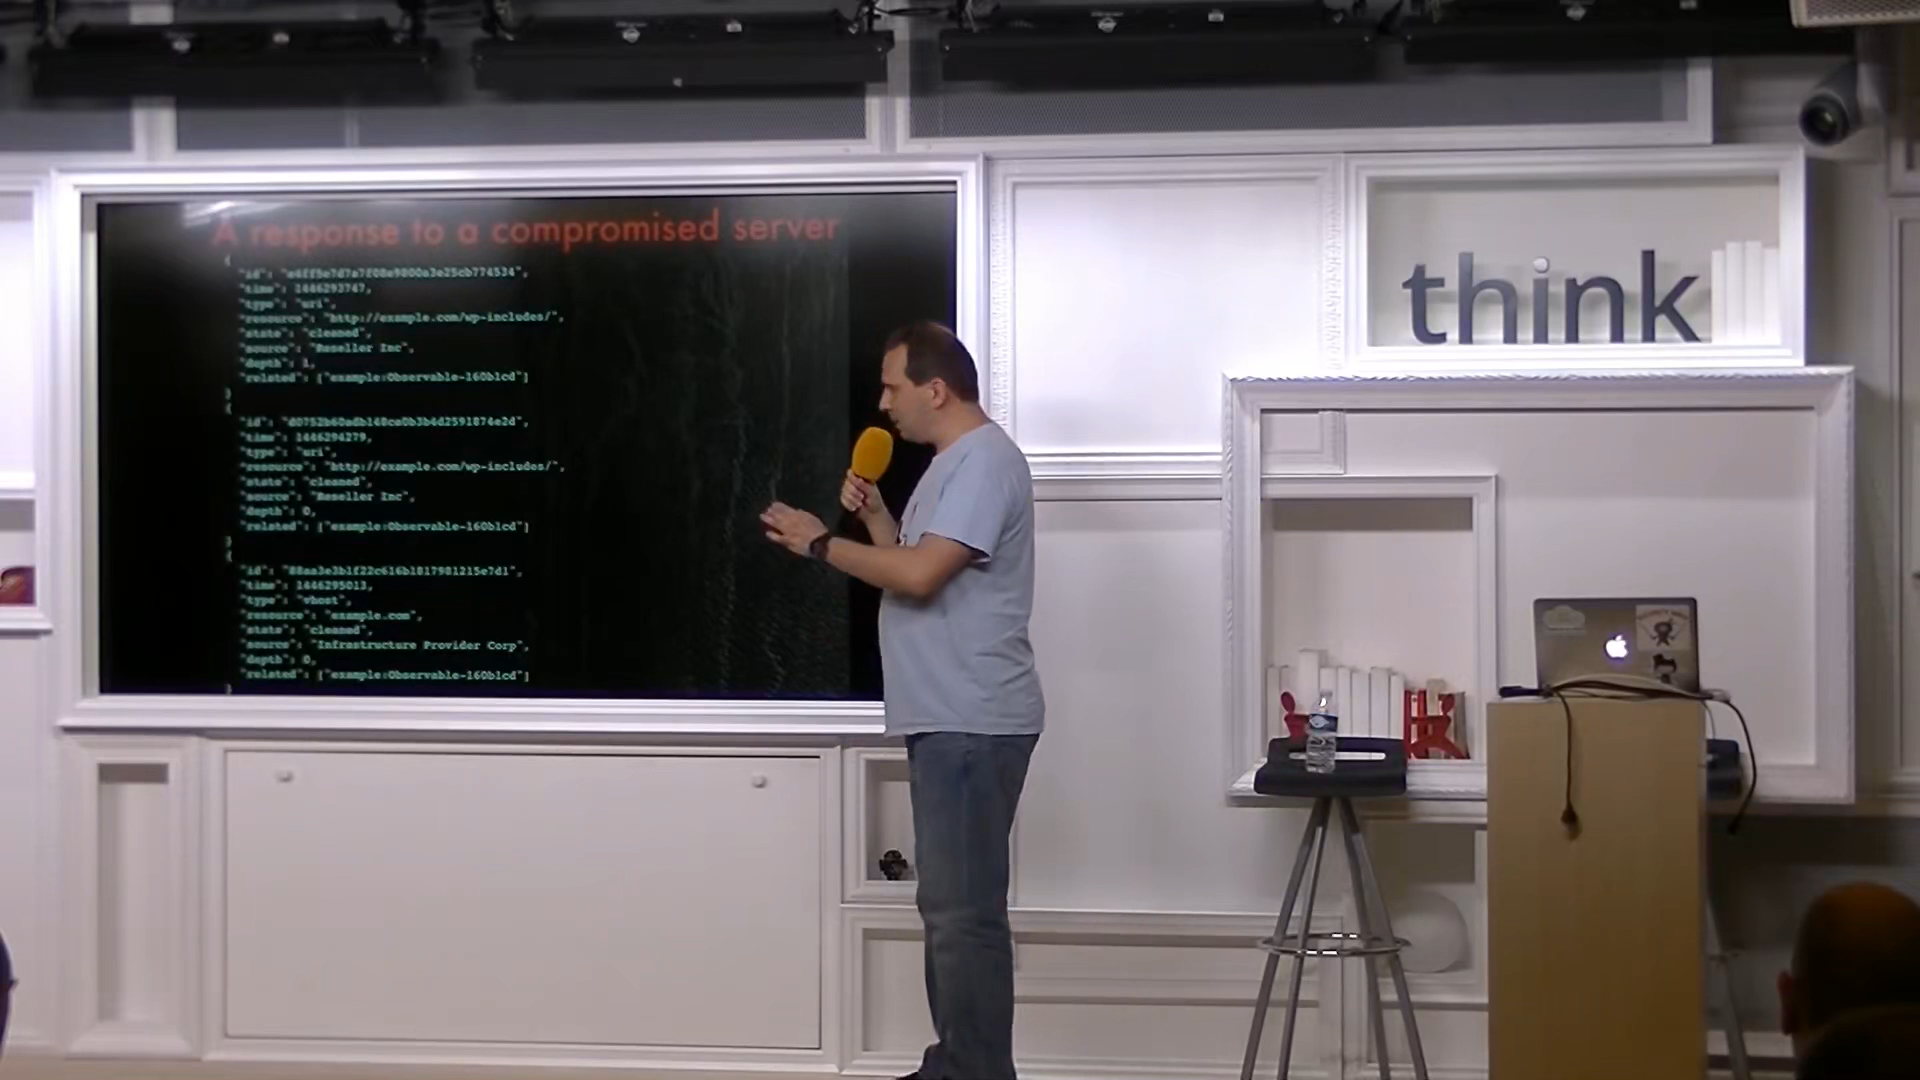 A response to a compromised server
{
"id": "e4ff5e7d7a7f08e9800a3e25cb774534",
"time": 1446293747,
"type": "uri",
"resource": "http://example.com/wp-includes/",
"state": "cleaned",
"source": "Reseller Inc",
"depth": 1,
"related": ["example:Observable-160b1cd"]
}
{
"id": "d0752b60adb148ca0b3b4d2591874e2d",
"time": 1446294279,
"type": "uri",
"resource": "http://example.com/wp-includes/",
"state": "cleaned",
"source": "Reseller Inc",
"depth": 0,
"related": ["example:Observable-160b1cd"]
}
{
"id": "88aa3e3b1f22c616b1817981215e7d1",
"time": 1446295013,
"type": "vhost",
"resource": "example.com",
"state": "cleaned",
"source": "Infrastructure Provider Corp",
"depth": 0,
"related": ["example:Observable-160b1cd"]
}
think